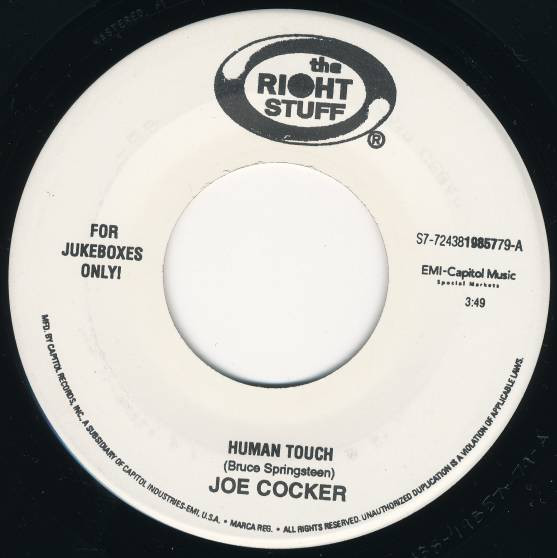 the
RIGHT
STUFF
®
FOR
JUKEBOXES
ONLY!
S7-724381985779-A
EMI-Capitol Music
Special Markets
3:49
HUMAN TOUCH
(Bruce Springsteen)
JOE COCKER
MFD. BY CAPITOL RECORDS, INC., A SUBSIDIARY OF CAPITOL INDUSTRIES-EMI, U.S.A. • MARCA REG. • ALL RIGHTS RESERVED. UNAUTHORIZED DUPLICATION IS A VIOLATION OF APPLICABLE LAWS.